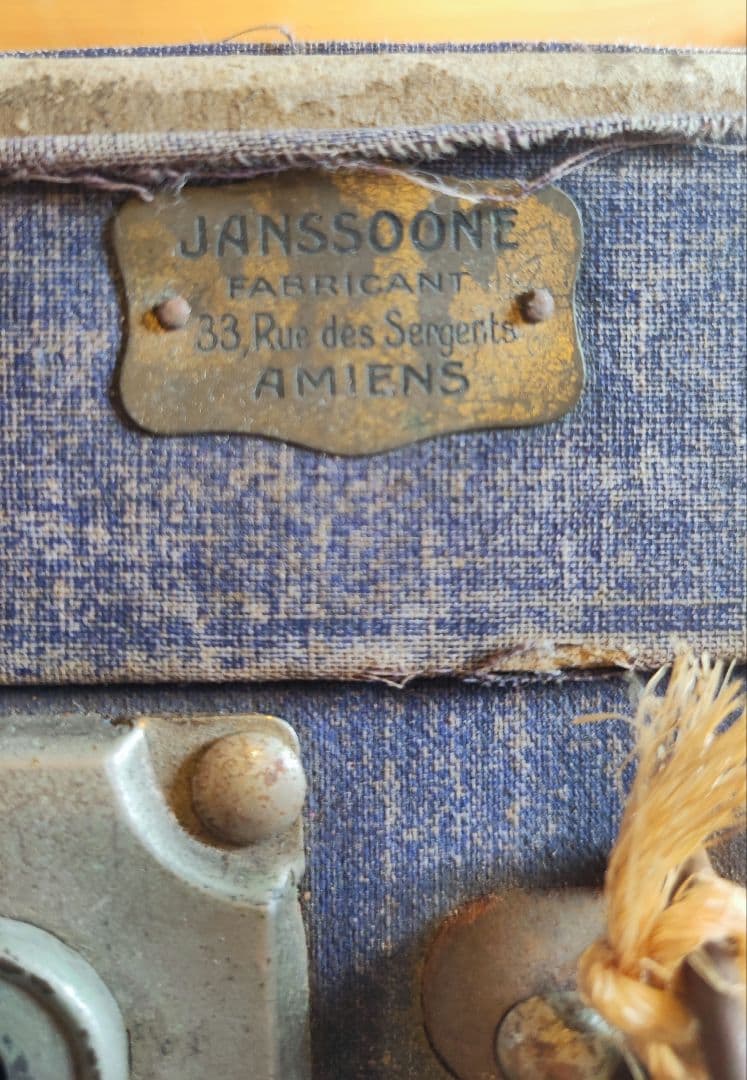 JANSSOONE
FABRICANT
33, Rue des Sergents
AMIENS